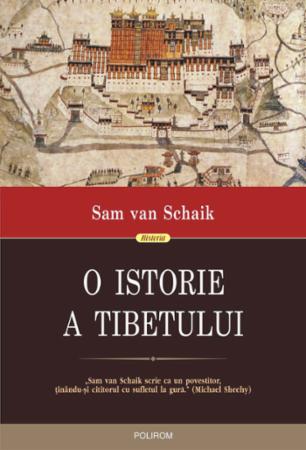 Sam van Schaik
Historia
O ISTORIE
A TIBETULUI
„Sam van Schaik scrie ca un povestitor,
ținându-și cititorul cu sufletul la gură.” (Michael Sheehy)
POLIROM